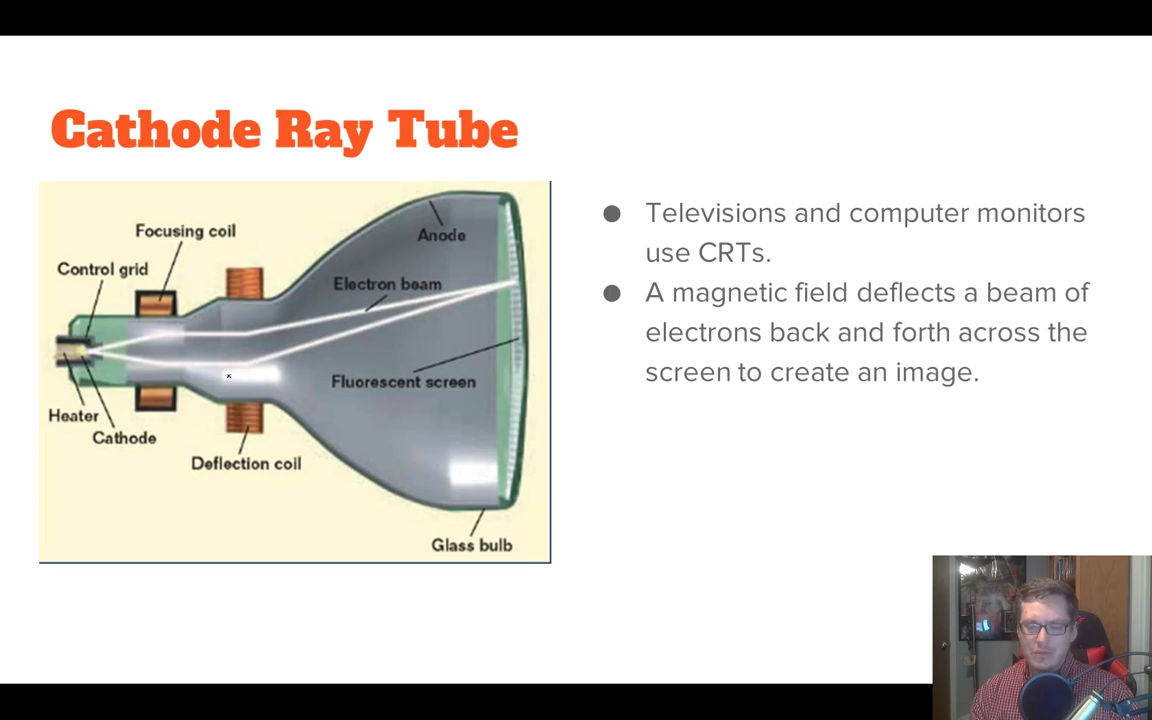 Cathode Ray Tube
Focusing coil
Control grid
Anode
Electron beam
Fluorescent screen
Heater
Cathode
Deflection coil
Glass bulb
● Televisions and computer monitors
use CRTs.
● A magnetic field deflects a beam of
electrons back and forth across the
screen to create an image.